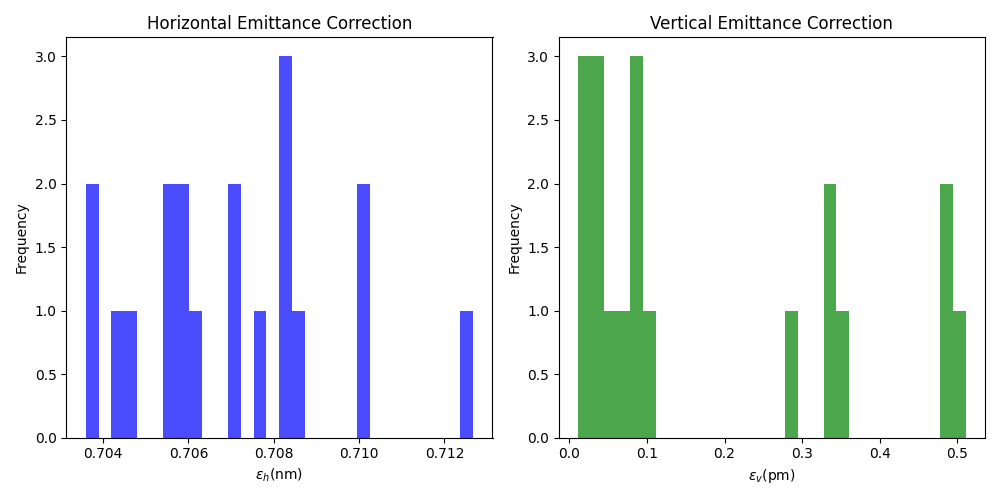 Horizontal Emittance Correction
3.0
2.5
2.0
1.5
1.0
0.5
0.0
Frequency
0.704 0.706 0.708 0.710 0.712
εh(nm)
Vertical Emittance Correction
3.0
2.5
2.0
1.5
1.0
0.5
0.0
Frequency
0.0 0.1 0.2 0.3 0.4 0.5
εv(pm)